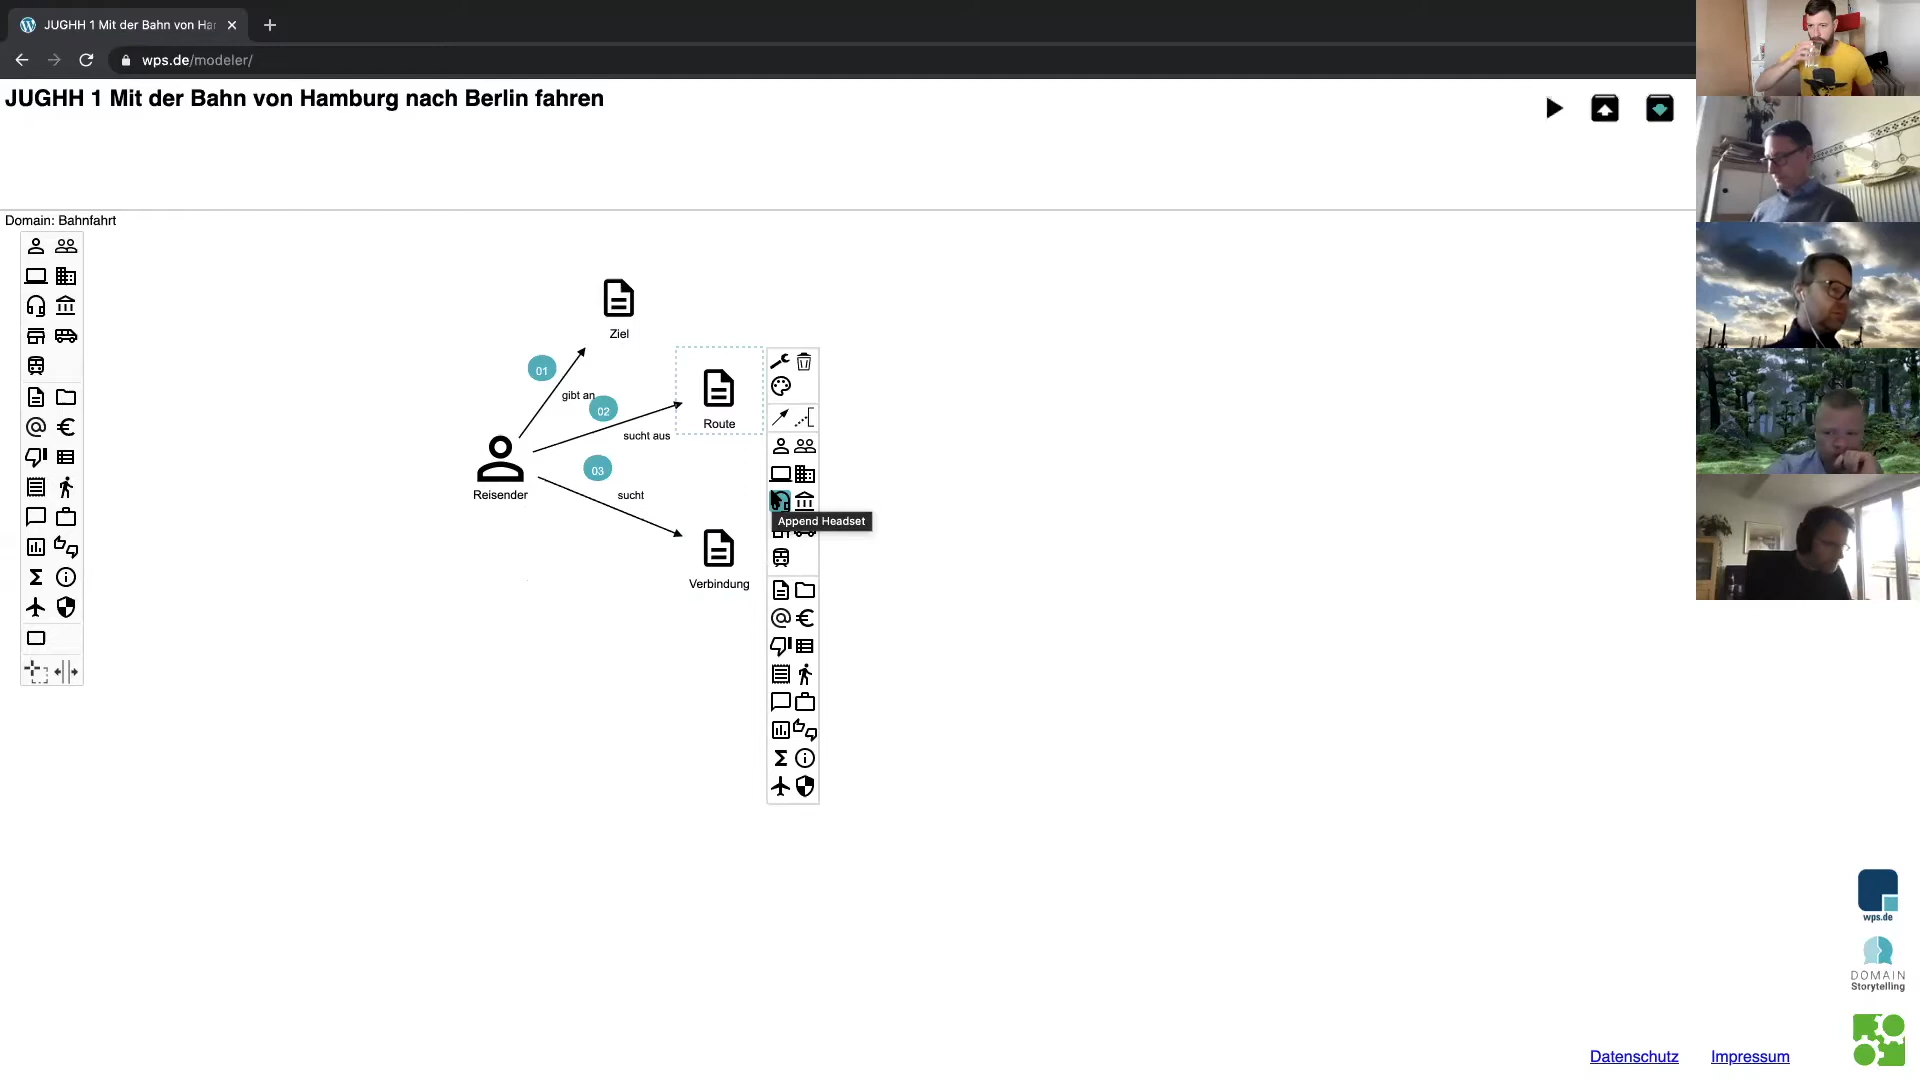 JUGHH 1 Mit der Bahn von Har
wps.de/modeler/
JUGHH 1 Mit der Bahn von Hamburg nach Berlin fahren
Domain: Bahnfahrt
Ziel
01
gibt an
02
Route
sucht aus
03
Reisender
sucht
Append Headset
Verbindung
wps.de
DOMAIN
Storytelling
Datenschutz
Impressum